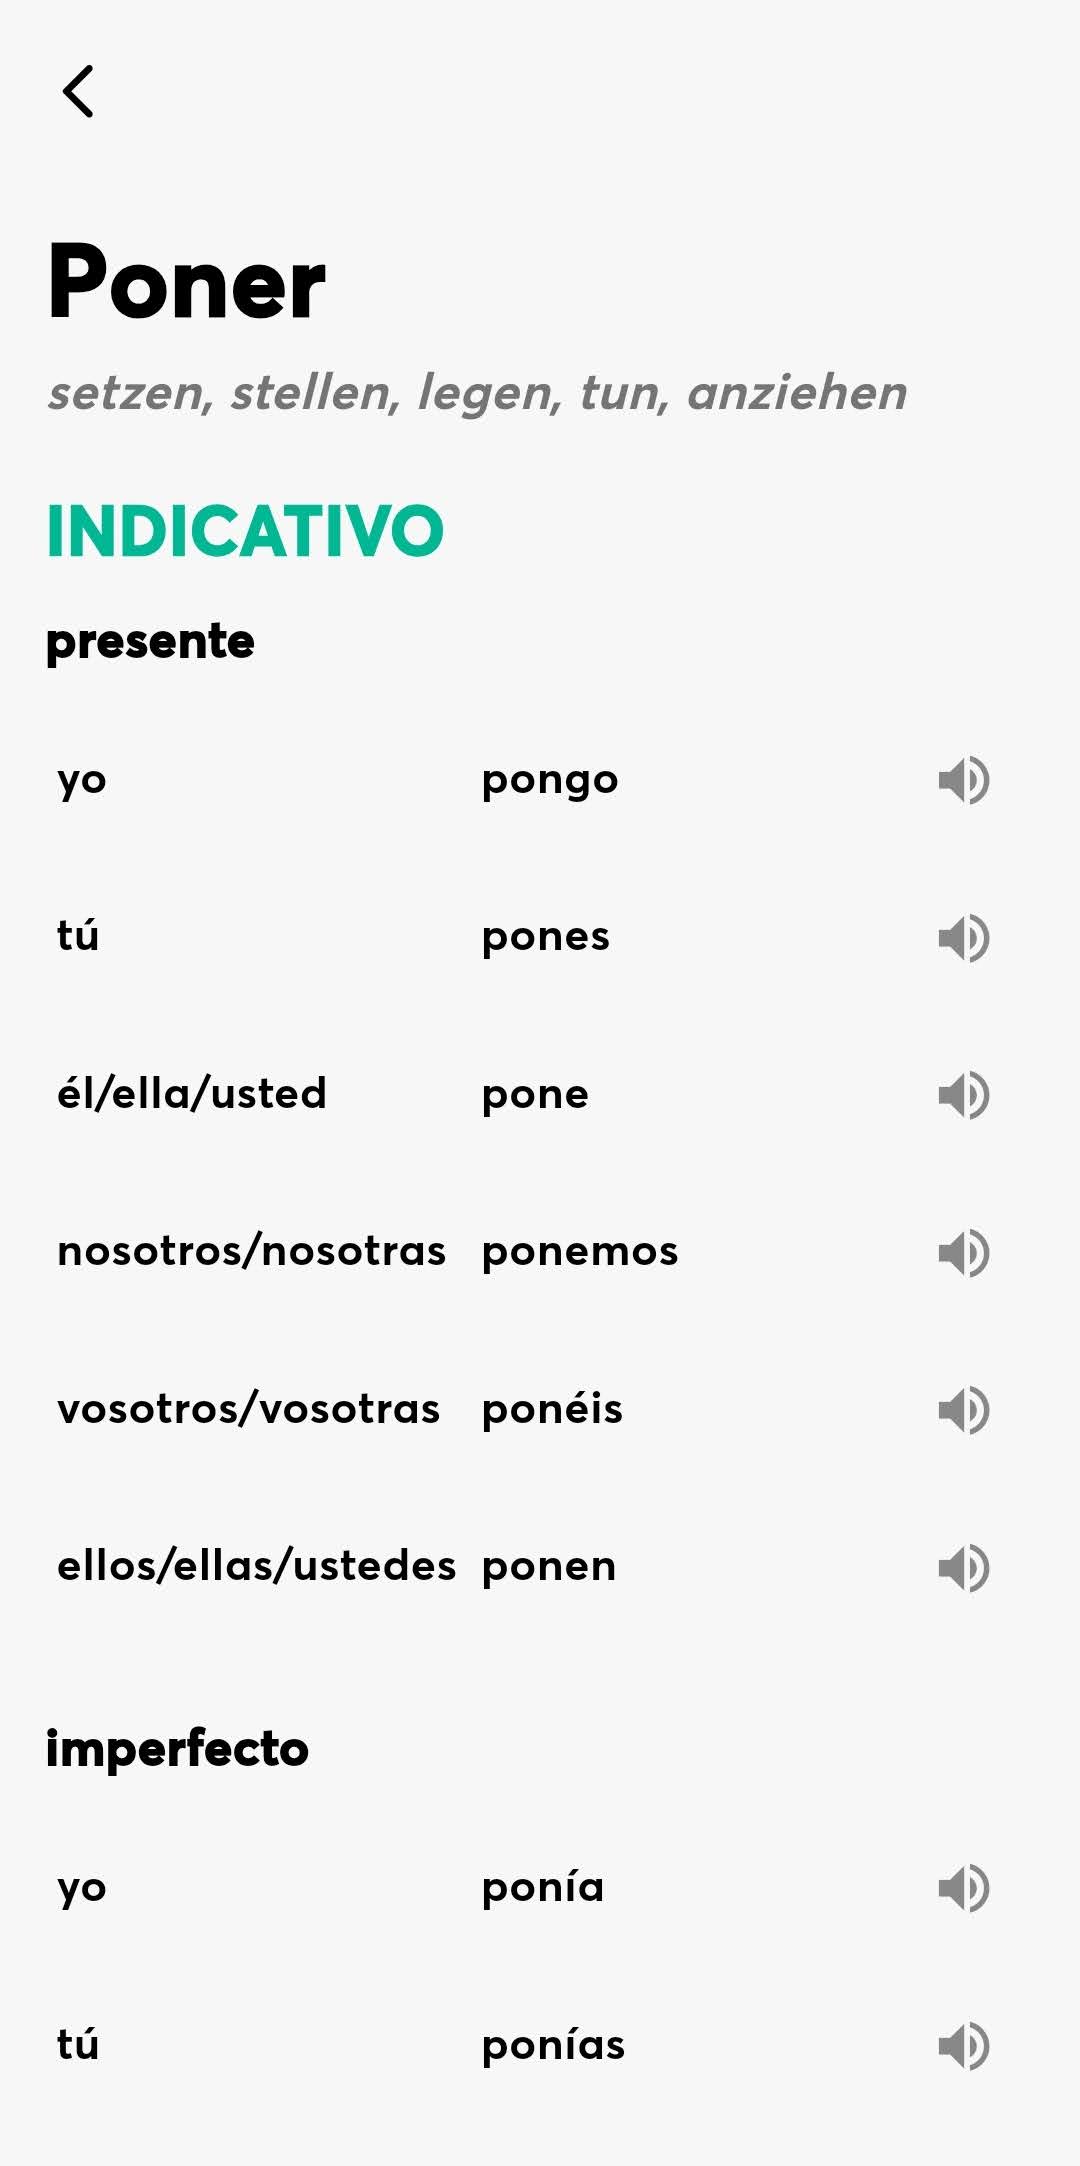 Poner
setzen, stellen, legen, tun, anziehen
INDICATIVO
presente
yo pongo
tú pones
él/ella/usted pone
nosotros/nosotras ponemos
vosotros/vosotras ponéis
ellos/ellas/ustedes ponen
imperfecto
yo ponía
tú ponías